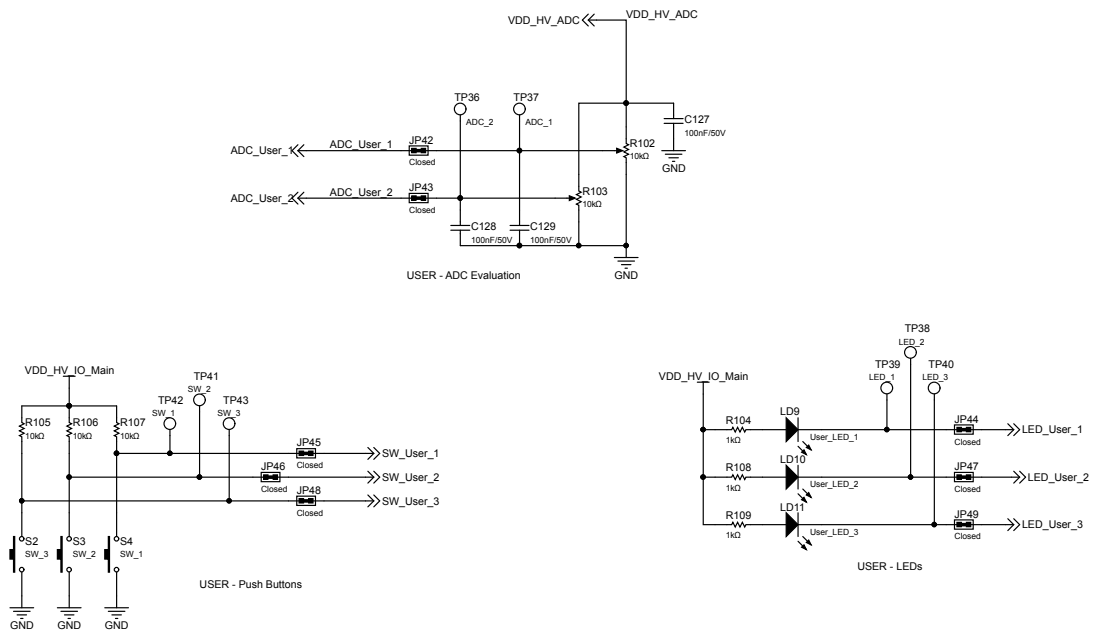 VDD_HV_ADC
VDD_HV_ADC
TP36
ADC_2
TP37
ADC_1
C127
100nF/50V
GND
ADC_User_1
ADC_User_1
JP42
Closed
R102
10kΩ
ADC_User_2
ADC_User_2
JP43
Closed
R103
10kΩ
C128
100nF/50V
C129
100nF/50V
GND
USER - ADC Evaluation
VDD_HV_IO_Main
TP42
SW_1
TP41
SW_2
TP43
SW_3
R105
10kΩ
R106
10kΩ
R107
10kΩ
JP45
Closed
SW_User_1
JP46
Closed
SW_User_2
JP48
Closed
SW_User_3
S2
SW_3
S3
SW_2
S4
SW_1
GND
GND
GND
USER - Push Buttons
VDD_HV_IO_Main
TP38
LED_2
TP39
LED_1
TP40
LED_3
R104
1kΩ
LD9
User_LED_1
JP44
Closed
LED_User_1
R108
1kΩ
LD10
User_LED_2
JP47
Closed
LED_User_2
R109
1kΩ
LD11
User_LED_3
JP49
Closed
LED_User_3
USER - LEDs